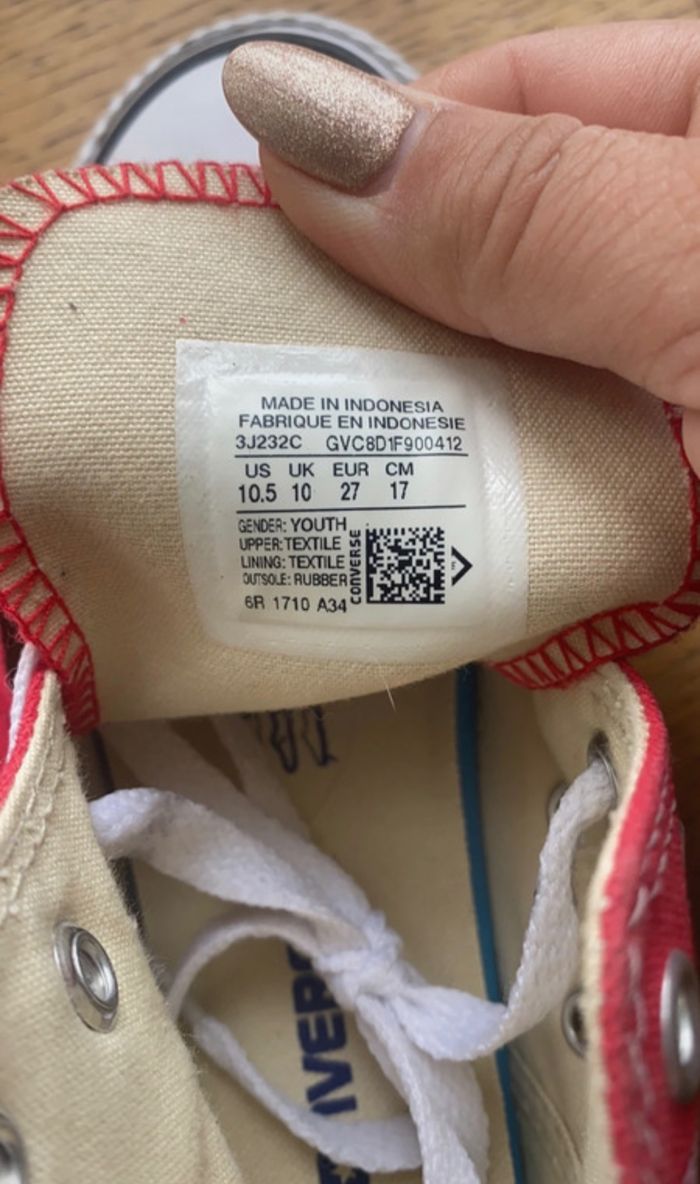 MADE IN INDONESIA
FABRIQUE EN INDONESIE
3J232C GVC8D1F900412
US UK EUR CM
10.5 10 27 17
GENDER: YOUTH
UPPER: TEXTILE
LINING: TEXTILE
OUTSOLE: RUBBER
CONVERSE
6R 1710 A34